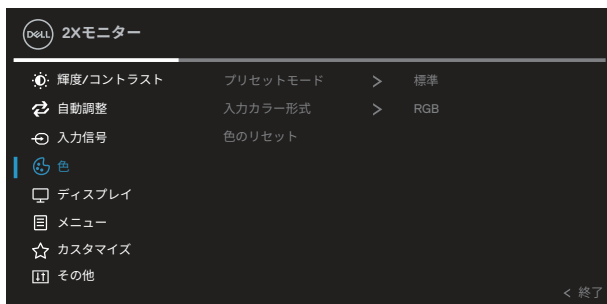 DELL 2Xモニター
輝度/コントラスト プリセットモード > 標準
自動調整 入力カラー形式 > RGB
入力信号 色のリセット
色
ディスプレイ
メニュー
カスタマイズ
その他
< 終了